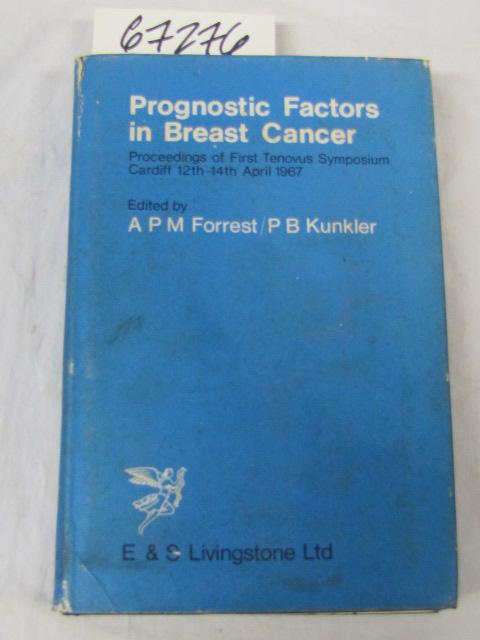 67276
Prognostic Factors
in Breast Cancer
Proceedings of First Tenovus Symposium
Cardiff 12th-14th April 1967
Edited by
A P M Forrest/P B Kunkler
E & S Livingstone Ltd